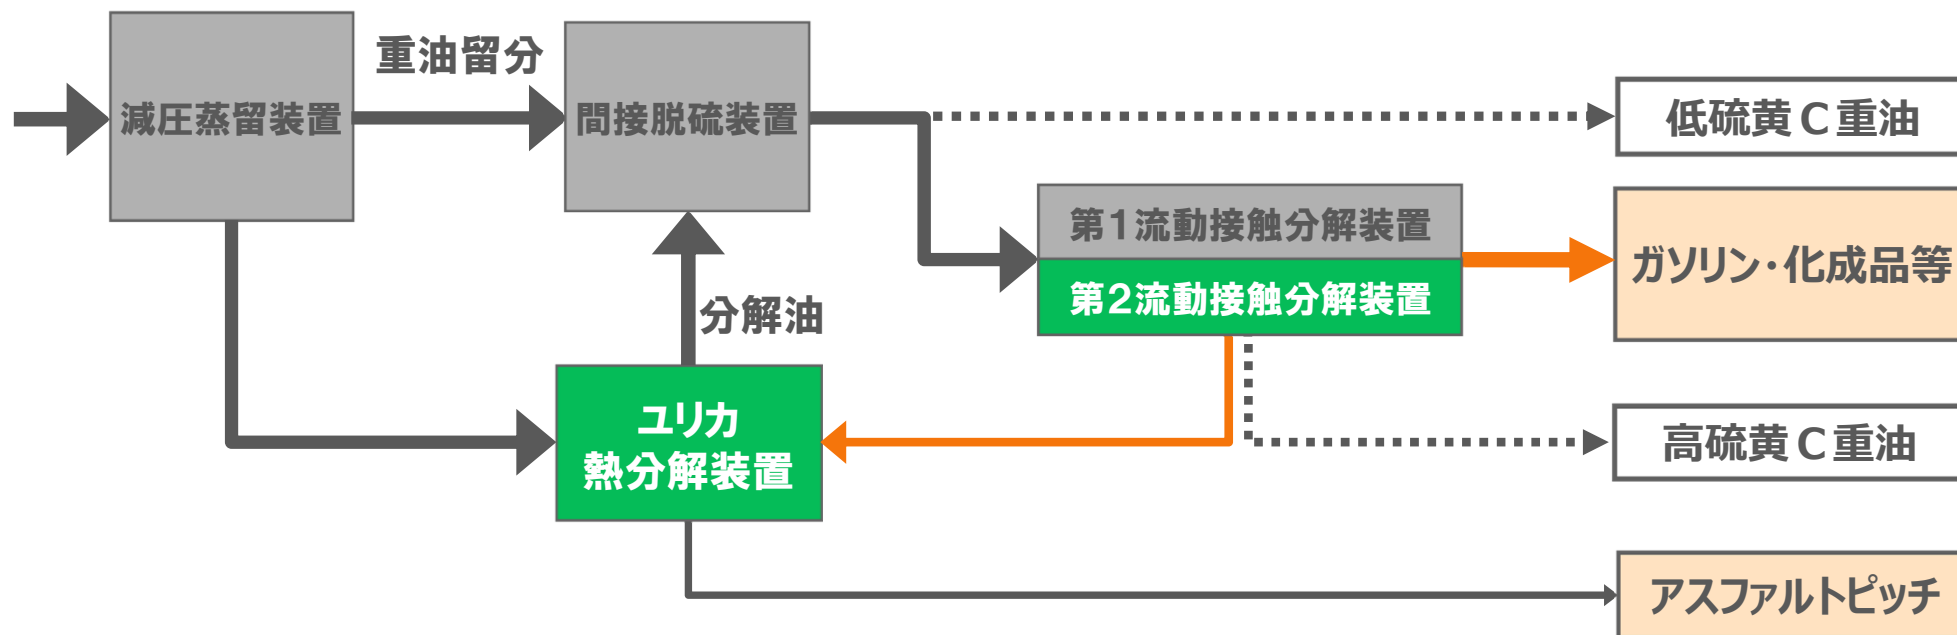 重油留分
減圧蒸留装置
間接脱硫装置
低硫黄C重油
第1流動接触分解装置
第2流動接触分解装置
ガソリン・化成品等
分解油
ユリカ
熱分解装置
高硫黄C重油
アスファルトピッチ